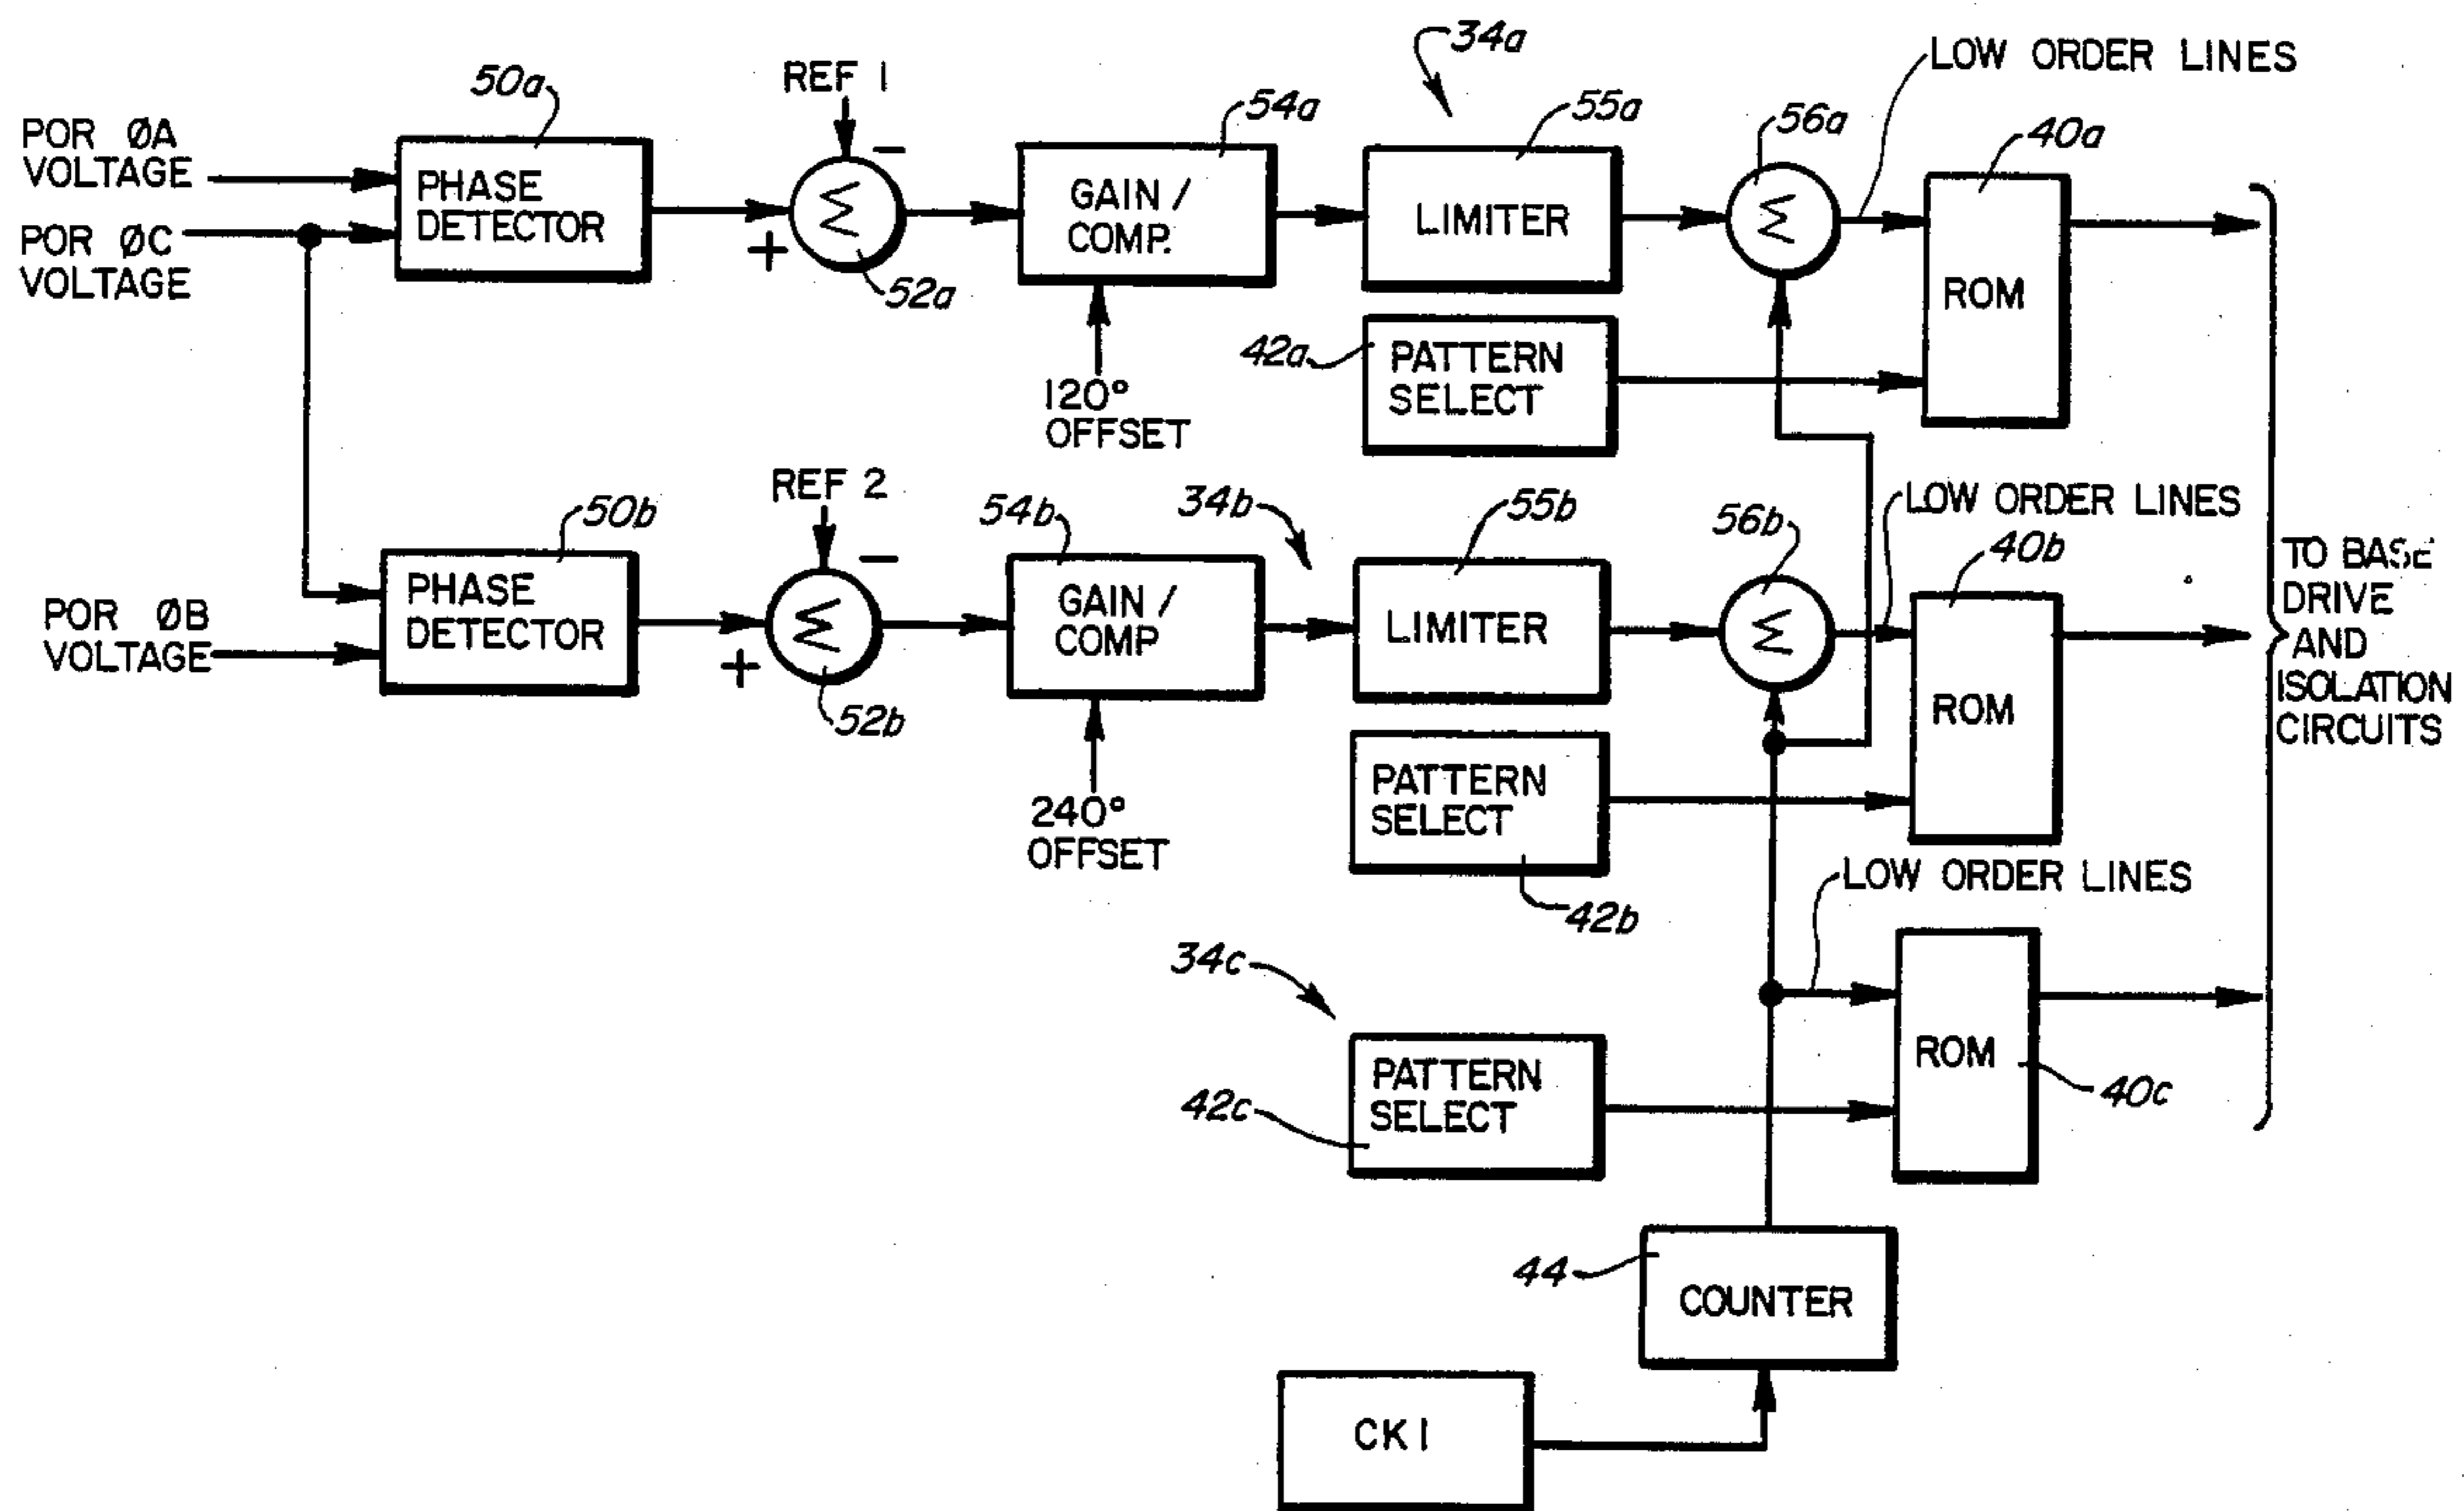 34a
LOW ORDER LINES
50a
REF 1
54a
55a
56a
40a
POR ØA
VOLTAGE
PHASE
DETECTOR
−
GAIN /
COMP.
LIMITER
Σ
Σ
ROM
POR ØC
VOLTAGE
+
52a
42a
PATTERN
SELECT
120°
OFFSET
REF 2
50b
54b
34b
55b
56b
LOW ORDER LINES
40b
−
POR ØB
VOLTAGE
PHASE
DETECTOR
Σ
GAIN /
COMP
LIMITER
Σ
ROM
TO BASE
DRIVE
AND
ISOLATION
CIRCUITS
+
52b
240°
OFFSET
PATTERN
SELECT
42b
LOW ORDER LINES
34c
42c
PATTERN
SELECT
ROM
40c
44
COUNTER
CK 1